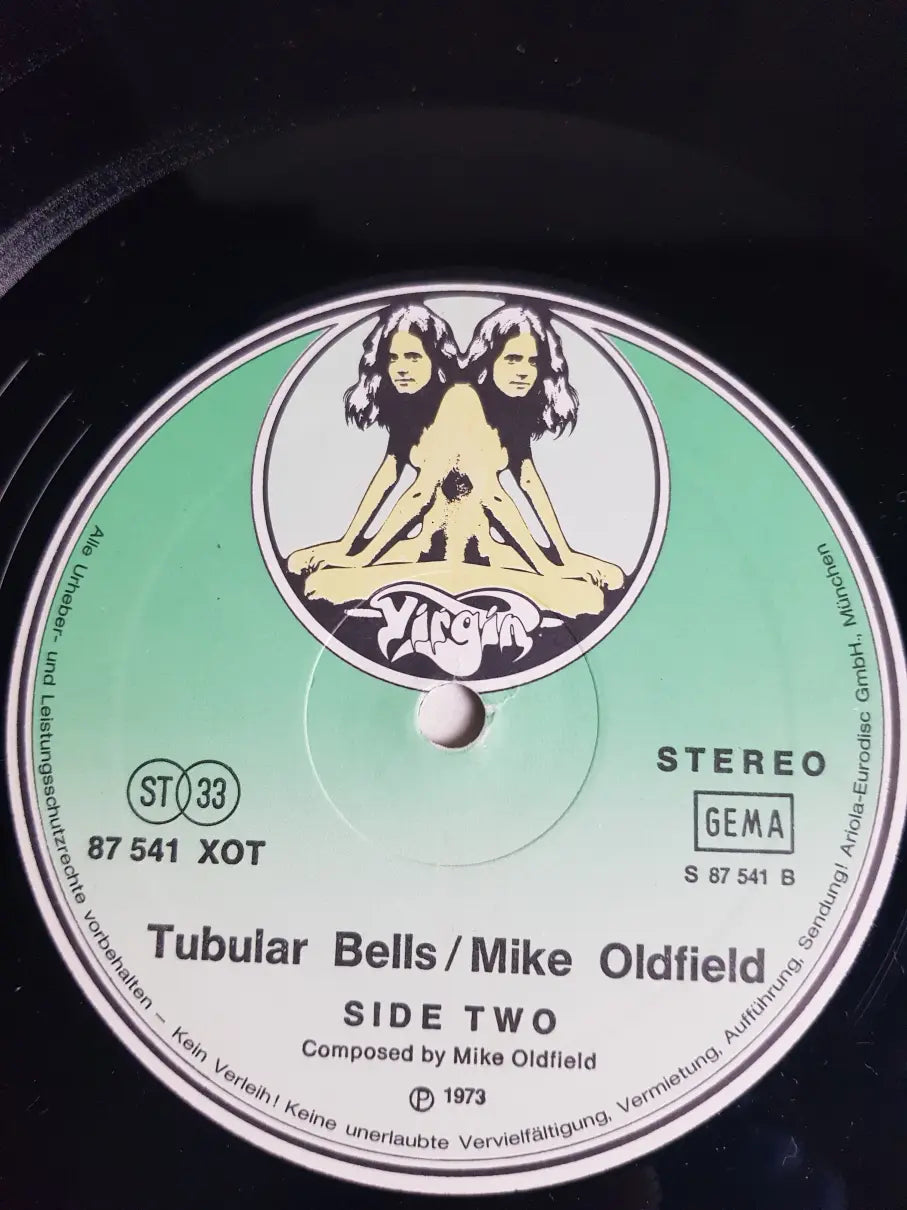 Virgin
ST 33
87 541 XOT
STEREO
GEMA
S 87 541 B
Tubular Bells / Mike Oldfield
SIDE TWO
Composed by Mike Oldfield
Ⓟ 1973
Alle Urheber- und Leistungsschutzrechte vorbehalten – Kein Verleih! Keine unerlaubte Vervielfältigung, Vermietung, Aufführung, Sendung! Ariola-Eurodisc GmbH., München